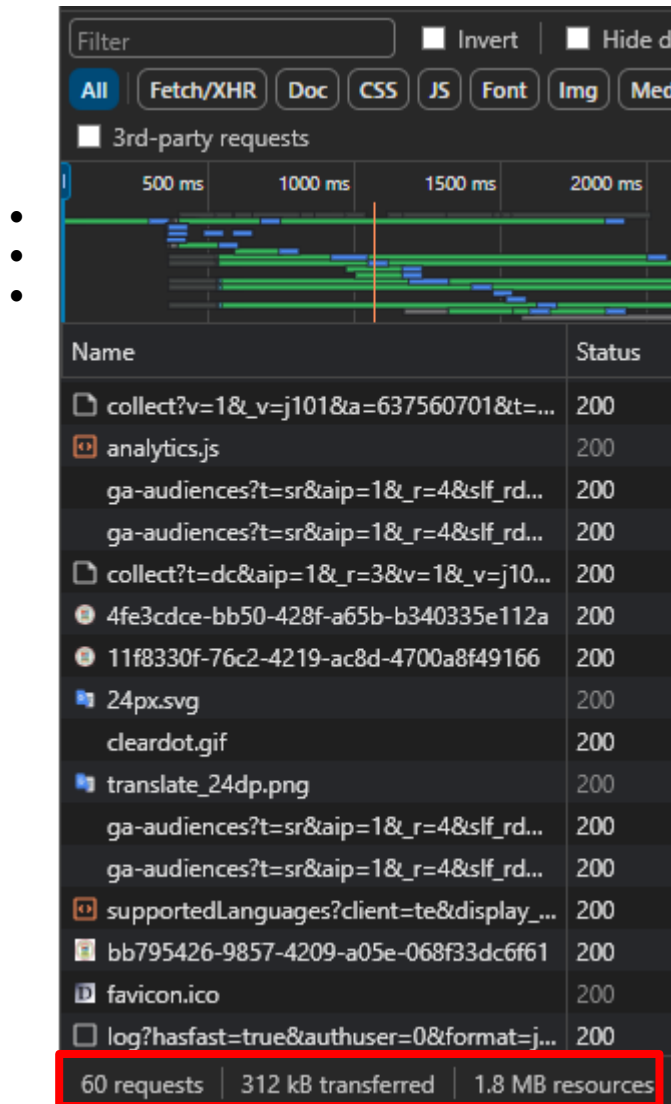 Filter Invert Hide d
All Fetch/XHR Doc CSS JS Font Img Med
3rd-party requests
500 ms 1000 ms 1500 ms 2000 ms
Name Status
collect?v=1&_v=j101&a=637560701&t=... 200
analytics.js 200
ga-audiences?t=sr&aip=1&_r=4&slf_rd... 200
ga-audiences?t=sr&aip=1&_r=4&slf_rd... 200
collect?t=dc&aip=1&_r=3&v=1&_v=j10... 200
4fe3cdce-bb50-428f-a65b-b340335e112a 200
11f8330f-76c2-4219-ac8d-4700a8f49166 200
24px.svg 200
cleardot.gif 200
translate_24dp.png 200
ga-audiences?t=sr&aip=1&_r=4&slf_rd... 200
ga-audiences?t=sr&aip=1&_r=4&slf_rd... 200
supportedLanguages?client=te&display_... 200
bb795426-9857-4209-a05e-068f33dc6f61 200
favicon.ico 200
log?hasfast=true&authuser=0&format=j... 200
60 requests 312 kB transferred 1.8 MB resources